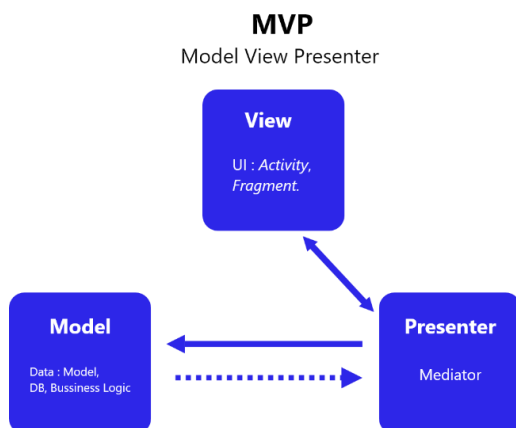 MVP
Model View Presenter
View
UI : Activity,
Fragment.
Model
Data : Model,
DB, Bussiness Logic
Presenter
Mediator